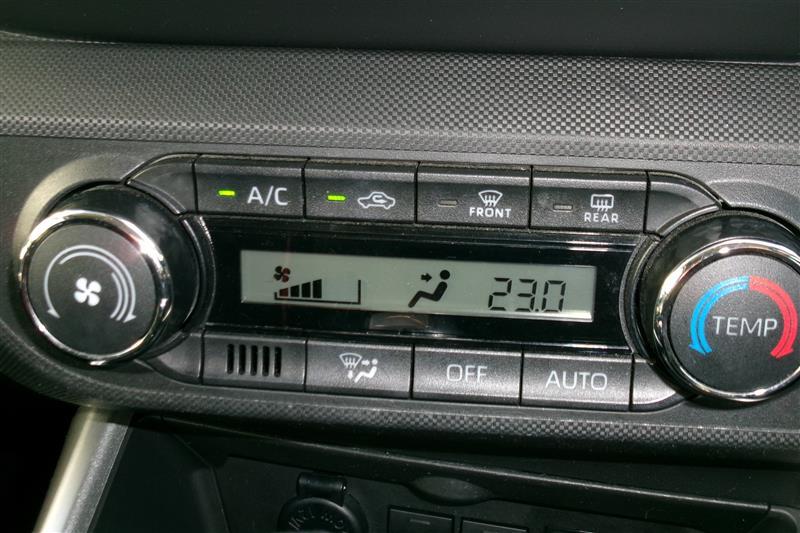 A/C
FRONT
REAR
23.0
TEMP
OFF
AUTO